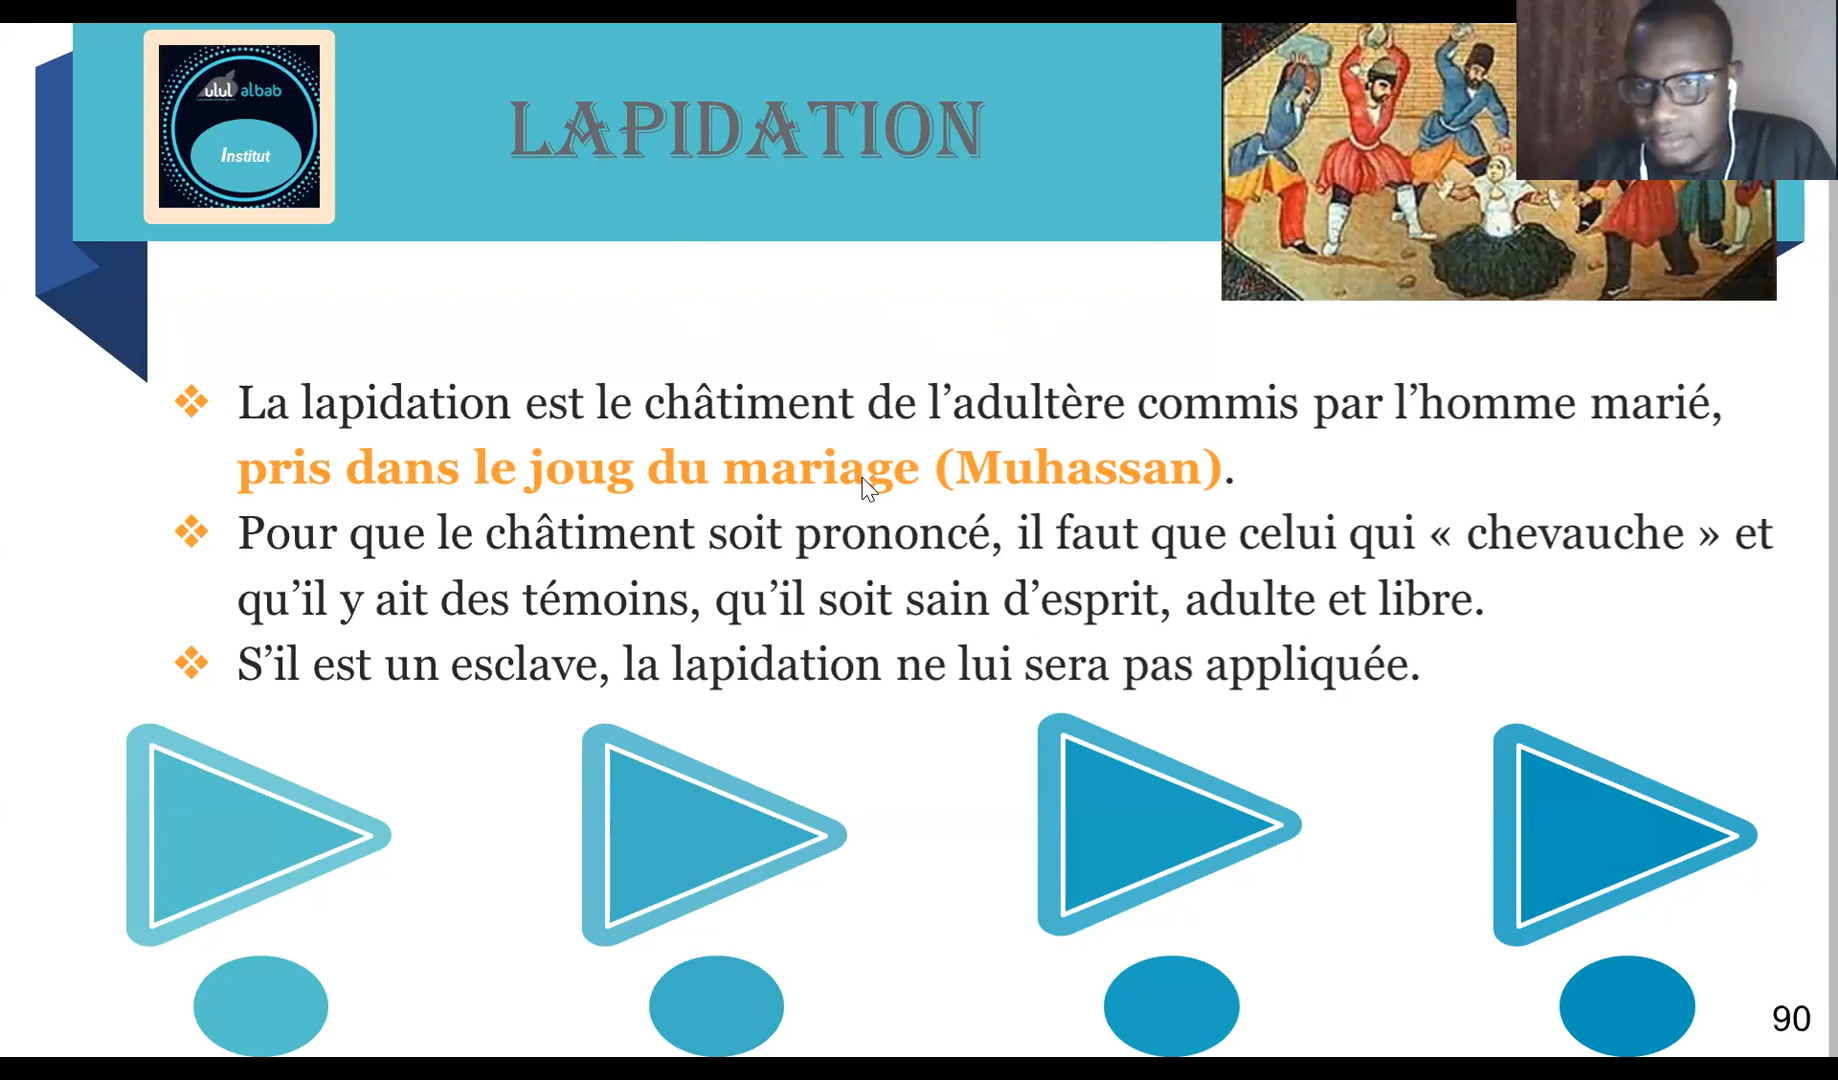 ulul albab
Institut
LAPIDATION
❖ La lapidation est le châtiment de l’adultère commis par l’homme marié,
pris dans le joug du mariage (Muhassan).
❖ Pour que le châtiment soit prononcé, il faut que celui qui « chevauche » et
qu’il y ait des témoins, qu’il soit sain d’esprit, adulte et libre.
❖ S’il est un esclave, la lapidation ne lui sera pas appliquée.
90